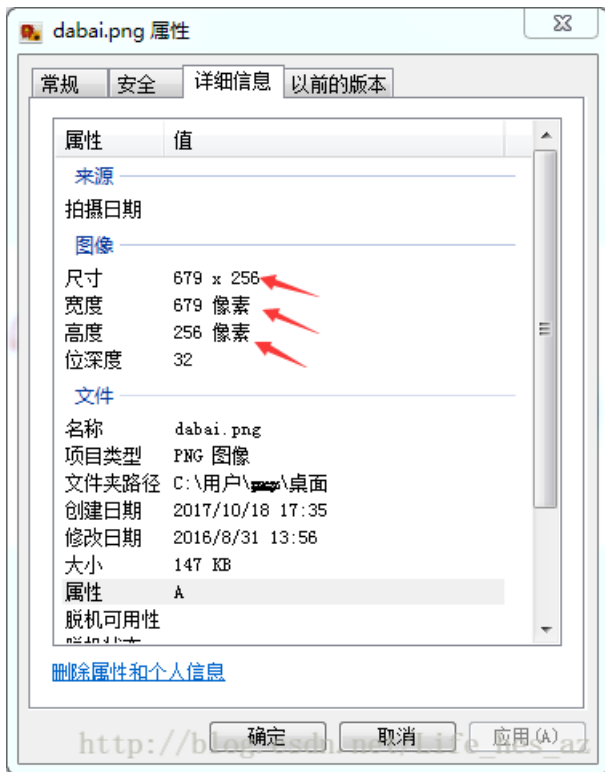 dabai.png 属性
常规 安全 详细信息 以前的版本
属性 值
来源
拍摄日期
图像
尺寸 679 x 256
宽度 679 像素
高度 256 像素
位深度 32
文件
名称 dabai.png
项目类型 PNG 图像
文件夹路径 C:\用户\ \桌面
创建日期 2017/10/18 17:35
修改日期 2016/8/31 13:56
大小 147 KB
属性 A
脱机可用性
删除属性和个人信息
确定 取消 应用(A)
http://blog.csdn.net/Life_hes_az